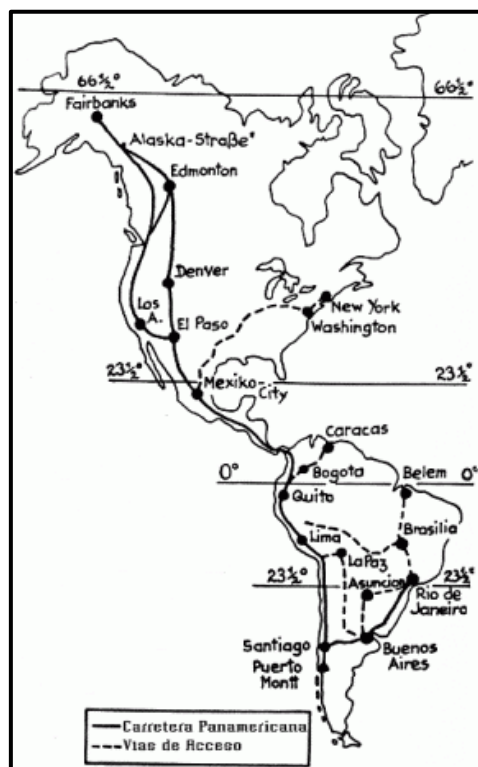 66½° 66½°
Fairbanks
Alaska-Straße*
Edmonton
Denver
Los
A.
El Paso
New York
Washington
23½° 23½°
Mexiko
City
Caracas
Bogota
Belem
0° 0°
Quito
Brasilia
Lima
La Paz
Asuncion
23½° 23½°
Rio de
Janeiro
Santiago
Buenos
Aires
Puerto
Montt
Carretera Panamericana
Vias de Acceso